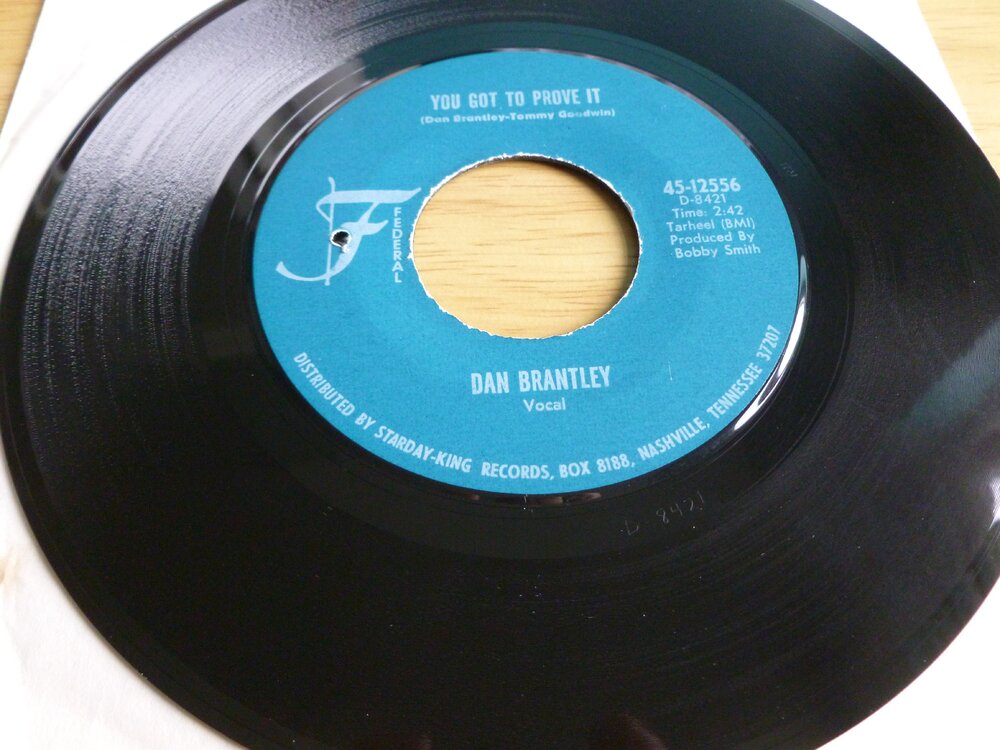 YOU GOT TO PROVE IT
(Dan Brantley-Tommy Goodwin)
F
FEDERAL
45-12556
D-8421
Time: 2:42
Tarheel (BMI)
Produced By
Bobby Smith
DAN BRANTLEY
Vocal
DISTRIBUTED BY STARDAY-KING RECORDS, BOX 8188, NASHVILLE, TENNESSEE 37207
D 8421